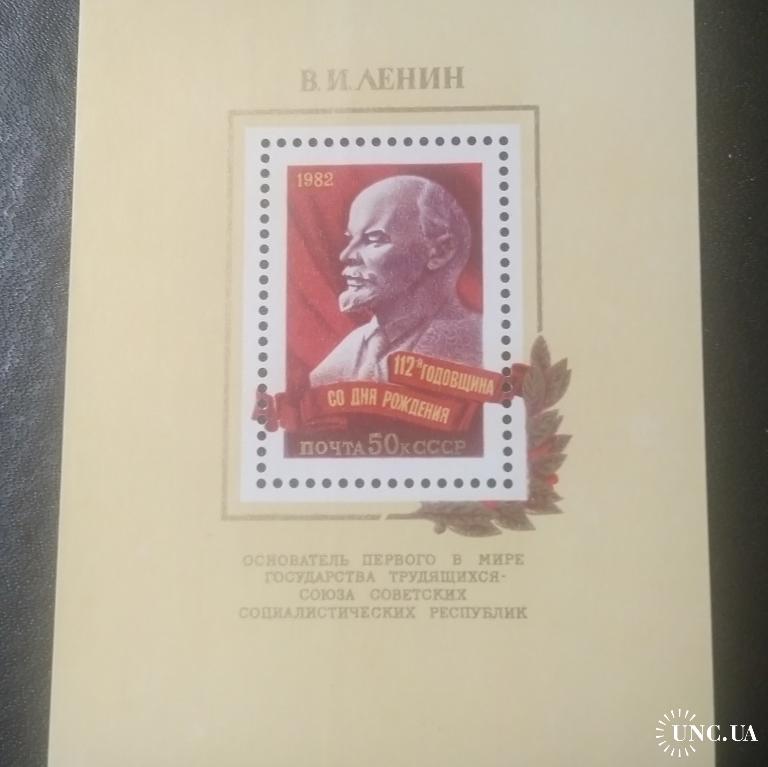 В. И. ЛЕНИН
1982
112я ГОДОВЩИНА
СО ДНЯ РОЖДЕНИЯ
ПОЧТА 50К СССР
ОСНОВАТЕЛЬ ПЕРВОГО В МИРЕ
ГОСУДАРСТВА ТРУДЯЩИХСЯ-
СОЮЗА СОВЕТСКИХ
СОЦИАЛИСТИЧЕСКИХ РЕСПУБЛИК
UNC.UA